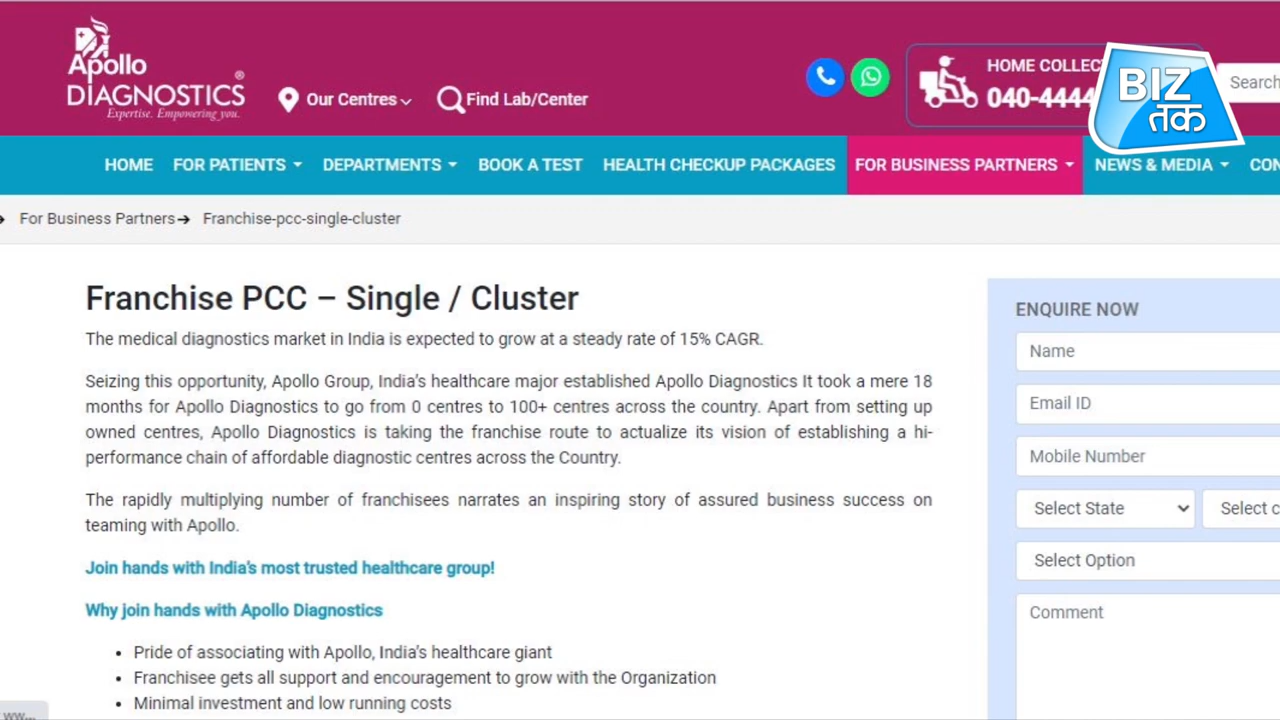 Apollo
DIAGNOSTICS®
Expertise. Empowering you.
Our Centres
Find Lab/Center
HOME COLLEC
040-4444
BIZ
तक
Search
HOME
FOR PATIENTS
DEPARTMENTS
BOOK A TEST
HEALTH CHECKUP PACKAGES
FOR BUSINESS PARTNERS
NEWS & MEDIA
CON
For Business Partners➔ Franchise-pcc-single-cluster
Franchise PCC – Single / Cluster
The medical diagnostics market in India is expected to grow at a steady rate of 15% CAGR.
Seizing this opportunity, Apollo Group, India's healthcare major established Apollo Diagnostics It took a mere 18
months for Apollo Diagnostics to go from 0 centres to 100+ centres across the country. Apart from setting up
owned centres, Apollo Diagnostics is taking the franchise route to actualize its vision of establishing a hi-
performance chain of affordable diagnostic centres across the Country.
The rapidly multiplying number of franchisees narrates an inspiring story of assured business success on
teaming with Apollo.
Join hands with India's most trusted healthcare group!
Why join hands with Apollo Diagnostics
• Pride of associating with Apollo, India's healthcare giant
• Franchisee gets all support and encouragement to grow with the Organization
• Minimal investment and low running costs
ENQUIRE NOW
Name
Email ID
Mobile Number
Select State
Select c
Select Option
Comment
ww...